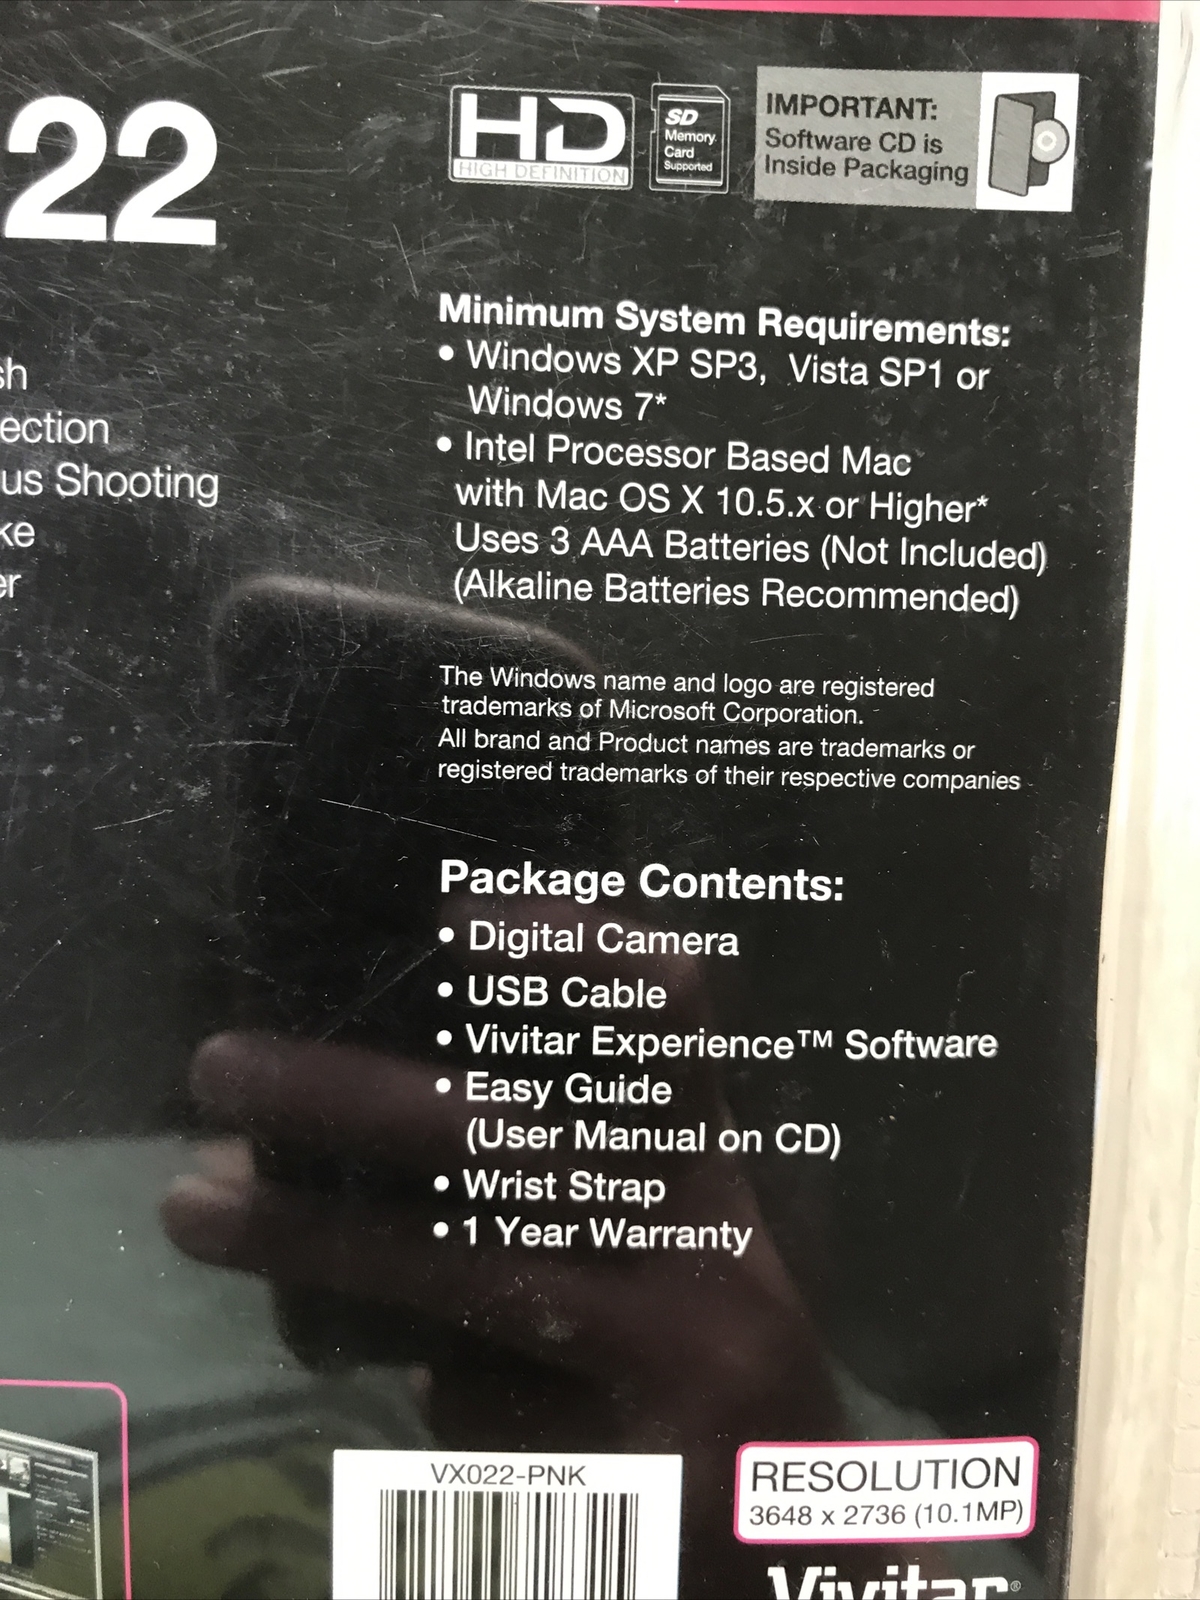 22
HD
HIGH DEFINITION
SD
Memory
Card
Supported
IMPORTANT:
Software CD is
Inside Packaging
sh
ection
us Shooting
ke
er
Minimum System Requirements:
• Windows XP SP3, Vista SP1 or
Windows 7*
• Intel Processor Based Mac
with Mac OS X 10.5.x or Higher*
Uses 3 AAA Batteries (Not Included)
(Alkaline Batteries Recommended)
The Windows name and logo are registered
trademarks of Microsoft Corporation.
All brand and Product names are trademarks or
registered trademarks of their respective companies
Package Contents:
• Digital Camera
• USB Cable
• Vivitar Experience™ Software
• Easy Guide
(User Manual on CD)
• Wrist Strap
• 1 Year Warranty
VX022-PNK
RESOLUTION
3648 x 2736 (10.1MP)
Vivitar®